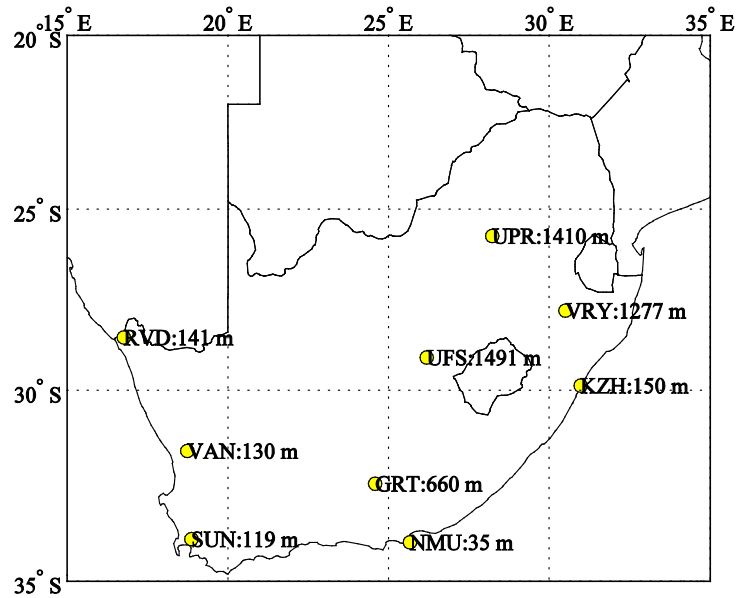 15° E
20° E
25° E
30° E
35° E
20° S
25° S
UPR:1410 m
VRY:1277 m
RVD:141 m
UFS:1491 m
KZH:150 m
30° S
VAN:130 m
GRT:660 m
SUN:119 m
NMU:35 m
35° S